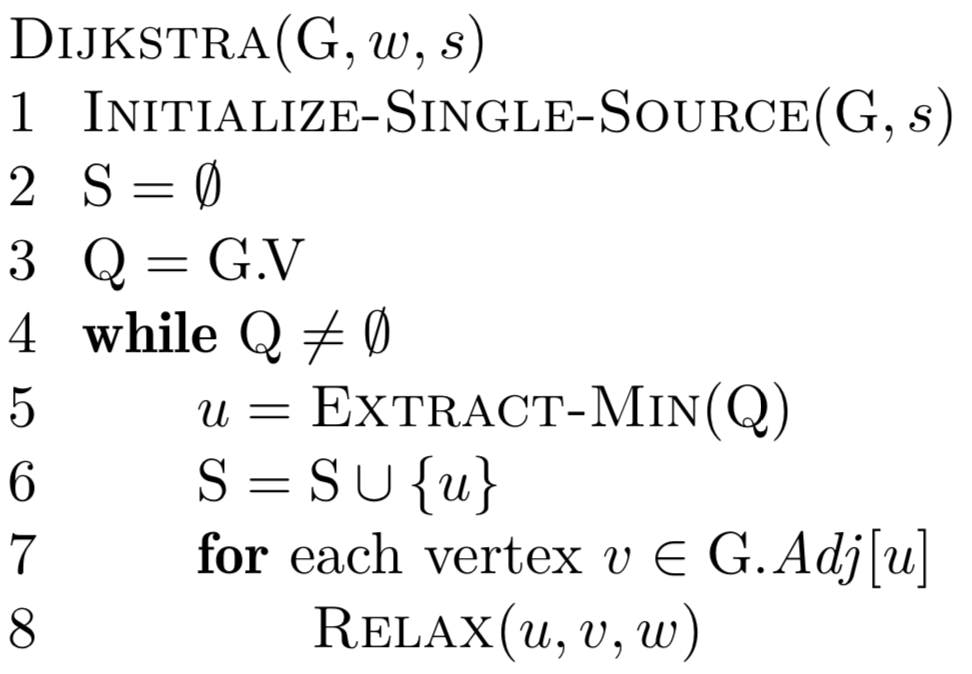 DIJKSTRA(G, w, s)
1 INITIALIZE-SINGLE-SOURCE(G, s)
2 S = ∅
3 Q = G.V
4 while Q ≠ ∅
5 u = EXTRACT-MIN(Q)
6 S = S ∪ {u}
7 for each vertex v ∈ G.Adj[u]
8 RELAX(u, v, w)